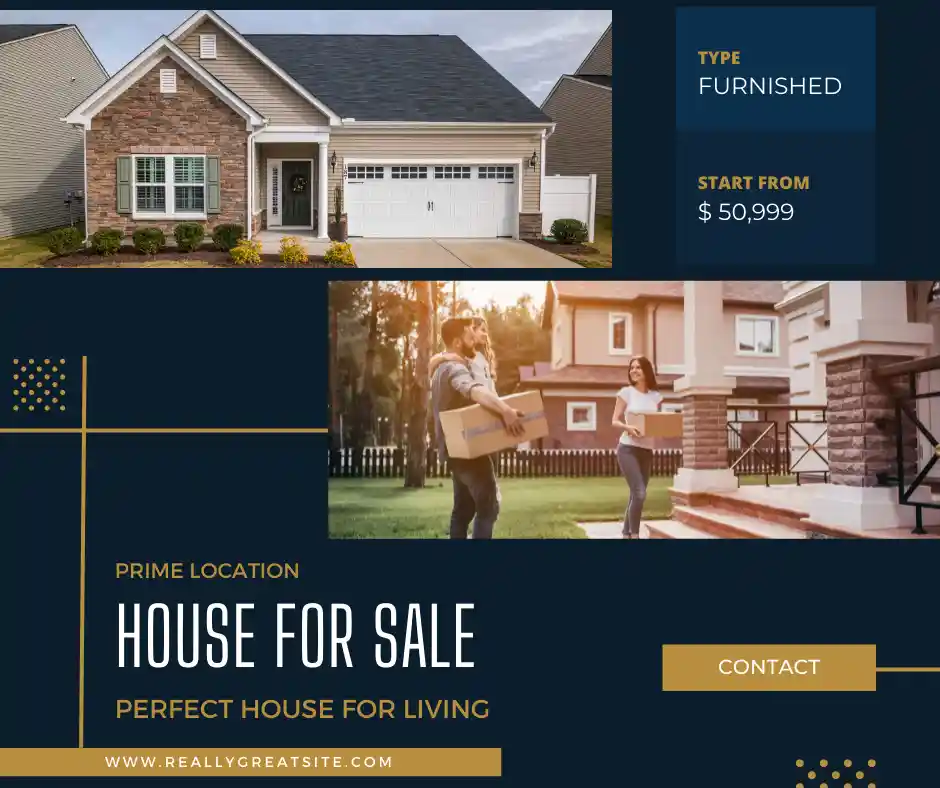 TYPE
FURNISHED
START FROM
$ 50,999
PRIME LOCATION
HOUSE FOR SALE
PERFECT HOUSE FOR LIVING
CONTACT
WWW.REALLYGREATSITE.COM